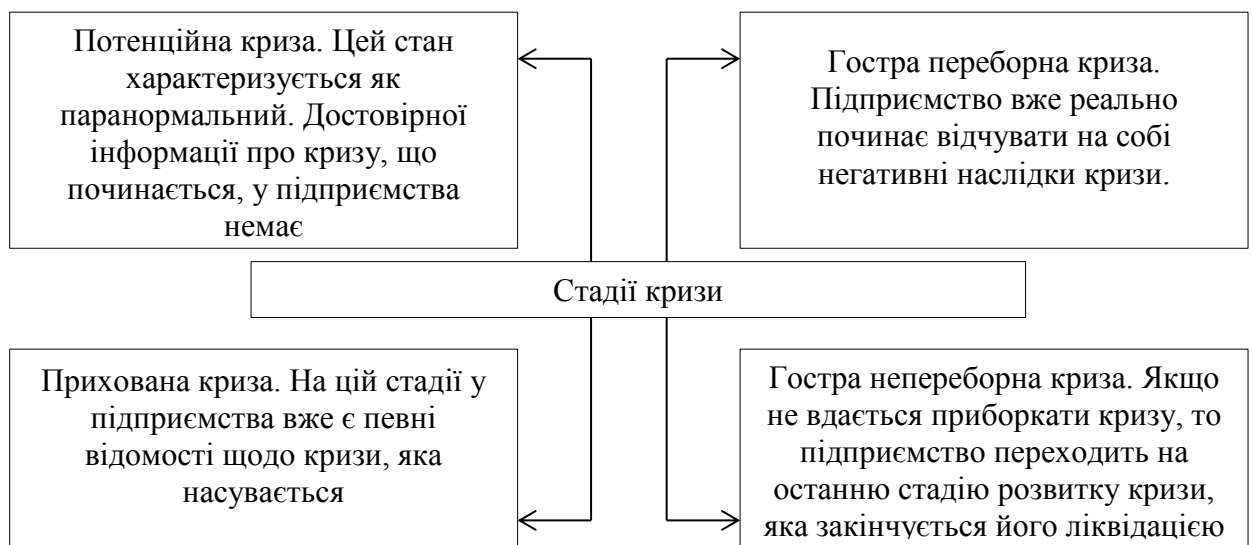 Потенційна криза. Цей стан
характеризується як
паранормальний. Достовірної
інформації про кризу, що
починається, у підприємства
немає
Гостра переборна криза.
Підприємство вже реально
починає відчувати на собі
негативні наслідки кризи.
Стадії кризи
Прихована криза. На цій стадії у
підприємства вже є певні
відомості щодо кризи, яка
насувається
Гостра непереборна криза. Якщо
не вдається приборкати кризу, то
підприємство переходить на
останню стадію розвитку кризи,
яка закінчується його ліквідацією